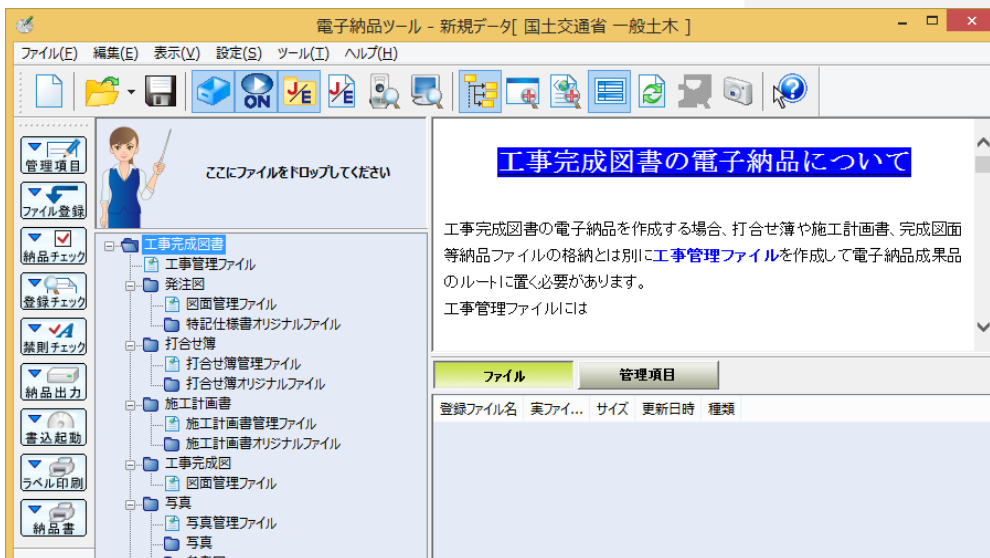 電子納品ツール - 新規データ[ 国土交通省 一般土木 ]
ファイル(F) 編集(E) 表示(V) 設定(S) ツール(T) ヘルプ(H)
ON
J/E
J/E
管理項目
ファイル登録
納品チェック
登録チェック
禁則チェック
納品出力
書込起動
ラベル印刷
納品書
ここにファイルをドロップしてください
工事完成図書
工事管理ファイル
発注図
図面管理ファイル
特記仕様書オリジナルファイル
打合せ簿
打合せ簿管理ファイル
打合せ簿オリジナルファイル
施工計画書
施工計画書管理ファイル
施工計画書オリジナルファイル
工事完成図
図面管理ファイル
写真
写真管理ファイル
写真
工事完成図書の電子納品について
工事完成図書の電子納品を作成する場合、打合せ簿や施工計画書、完成図面
等納品ファイルの格納とは別に工事管理ファイルを作成して電子納品成果品
のルートに置く必要があります。
工事管理ファイルには
ファイル 管理項目
登録ファイル名 実ファイ... サイズ 更新日時 種類